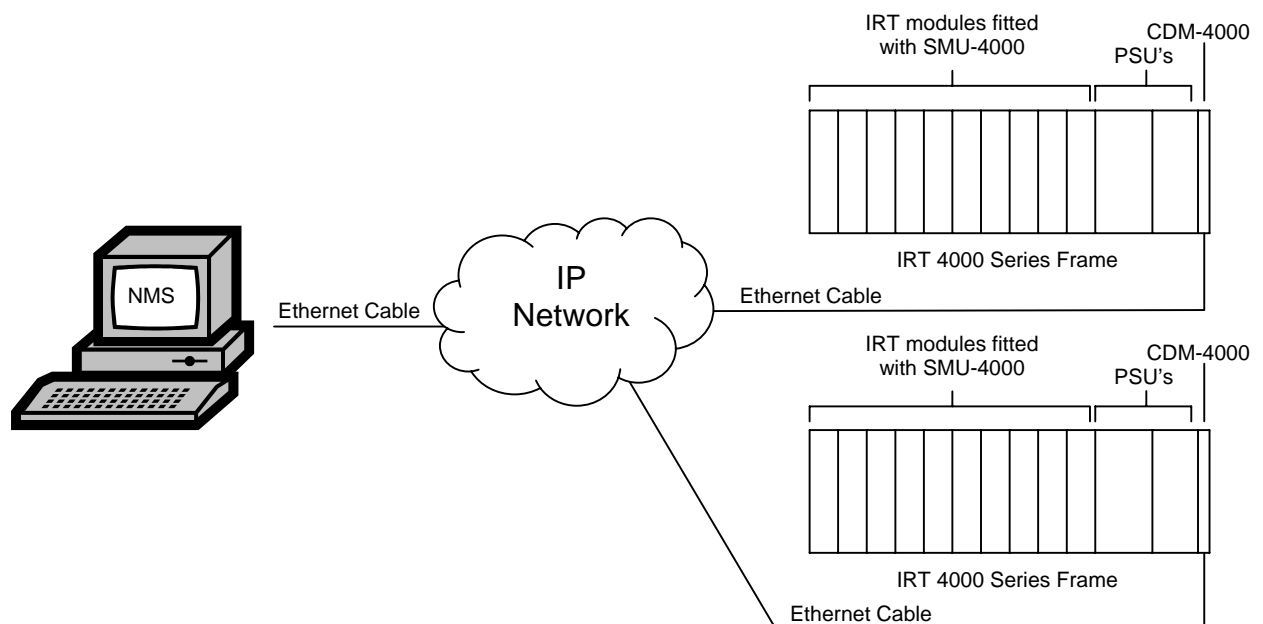 IRT modules fitted
with SMU-4000
CDM-4000
PSU's
IRT 4000 Series Frame
NMS
Ethernet Cable
IP
Network
Ethernet Cable
IRT modules fitted
with SMU-4000
CDM-4000
PSU's
IRT 4000 Series Frame
Ethernet Cable